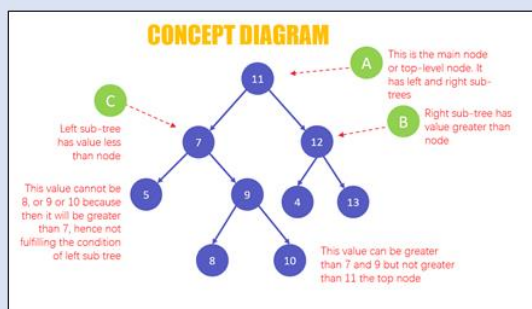 CONCEPT DIAGRAM
A
This is the main node
or top-level node. It
has left and right sub-
trees
11
C
B
Right sub-tree has
value greater than
node
Left sub-tree
has value less
than node
7
12
This value cannot be
8, or 9 or 10 because
then it will be greater
than 7, hence not
fulfilling the condition
of left sub tree
5
9
4
13
8
10
This value can be greater
than 7 and 9 but not greater
than 11 the top node